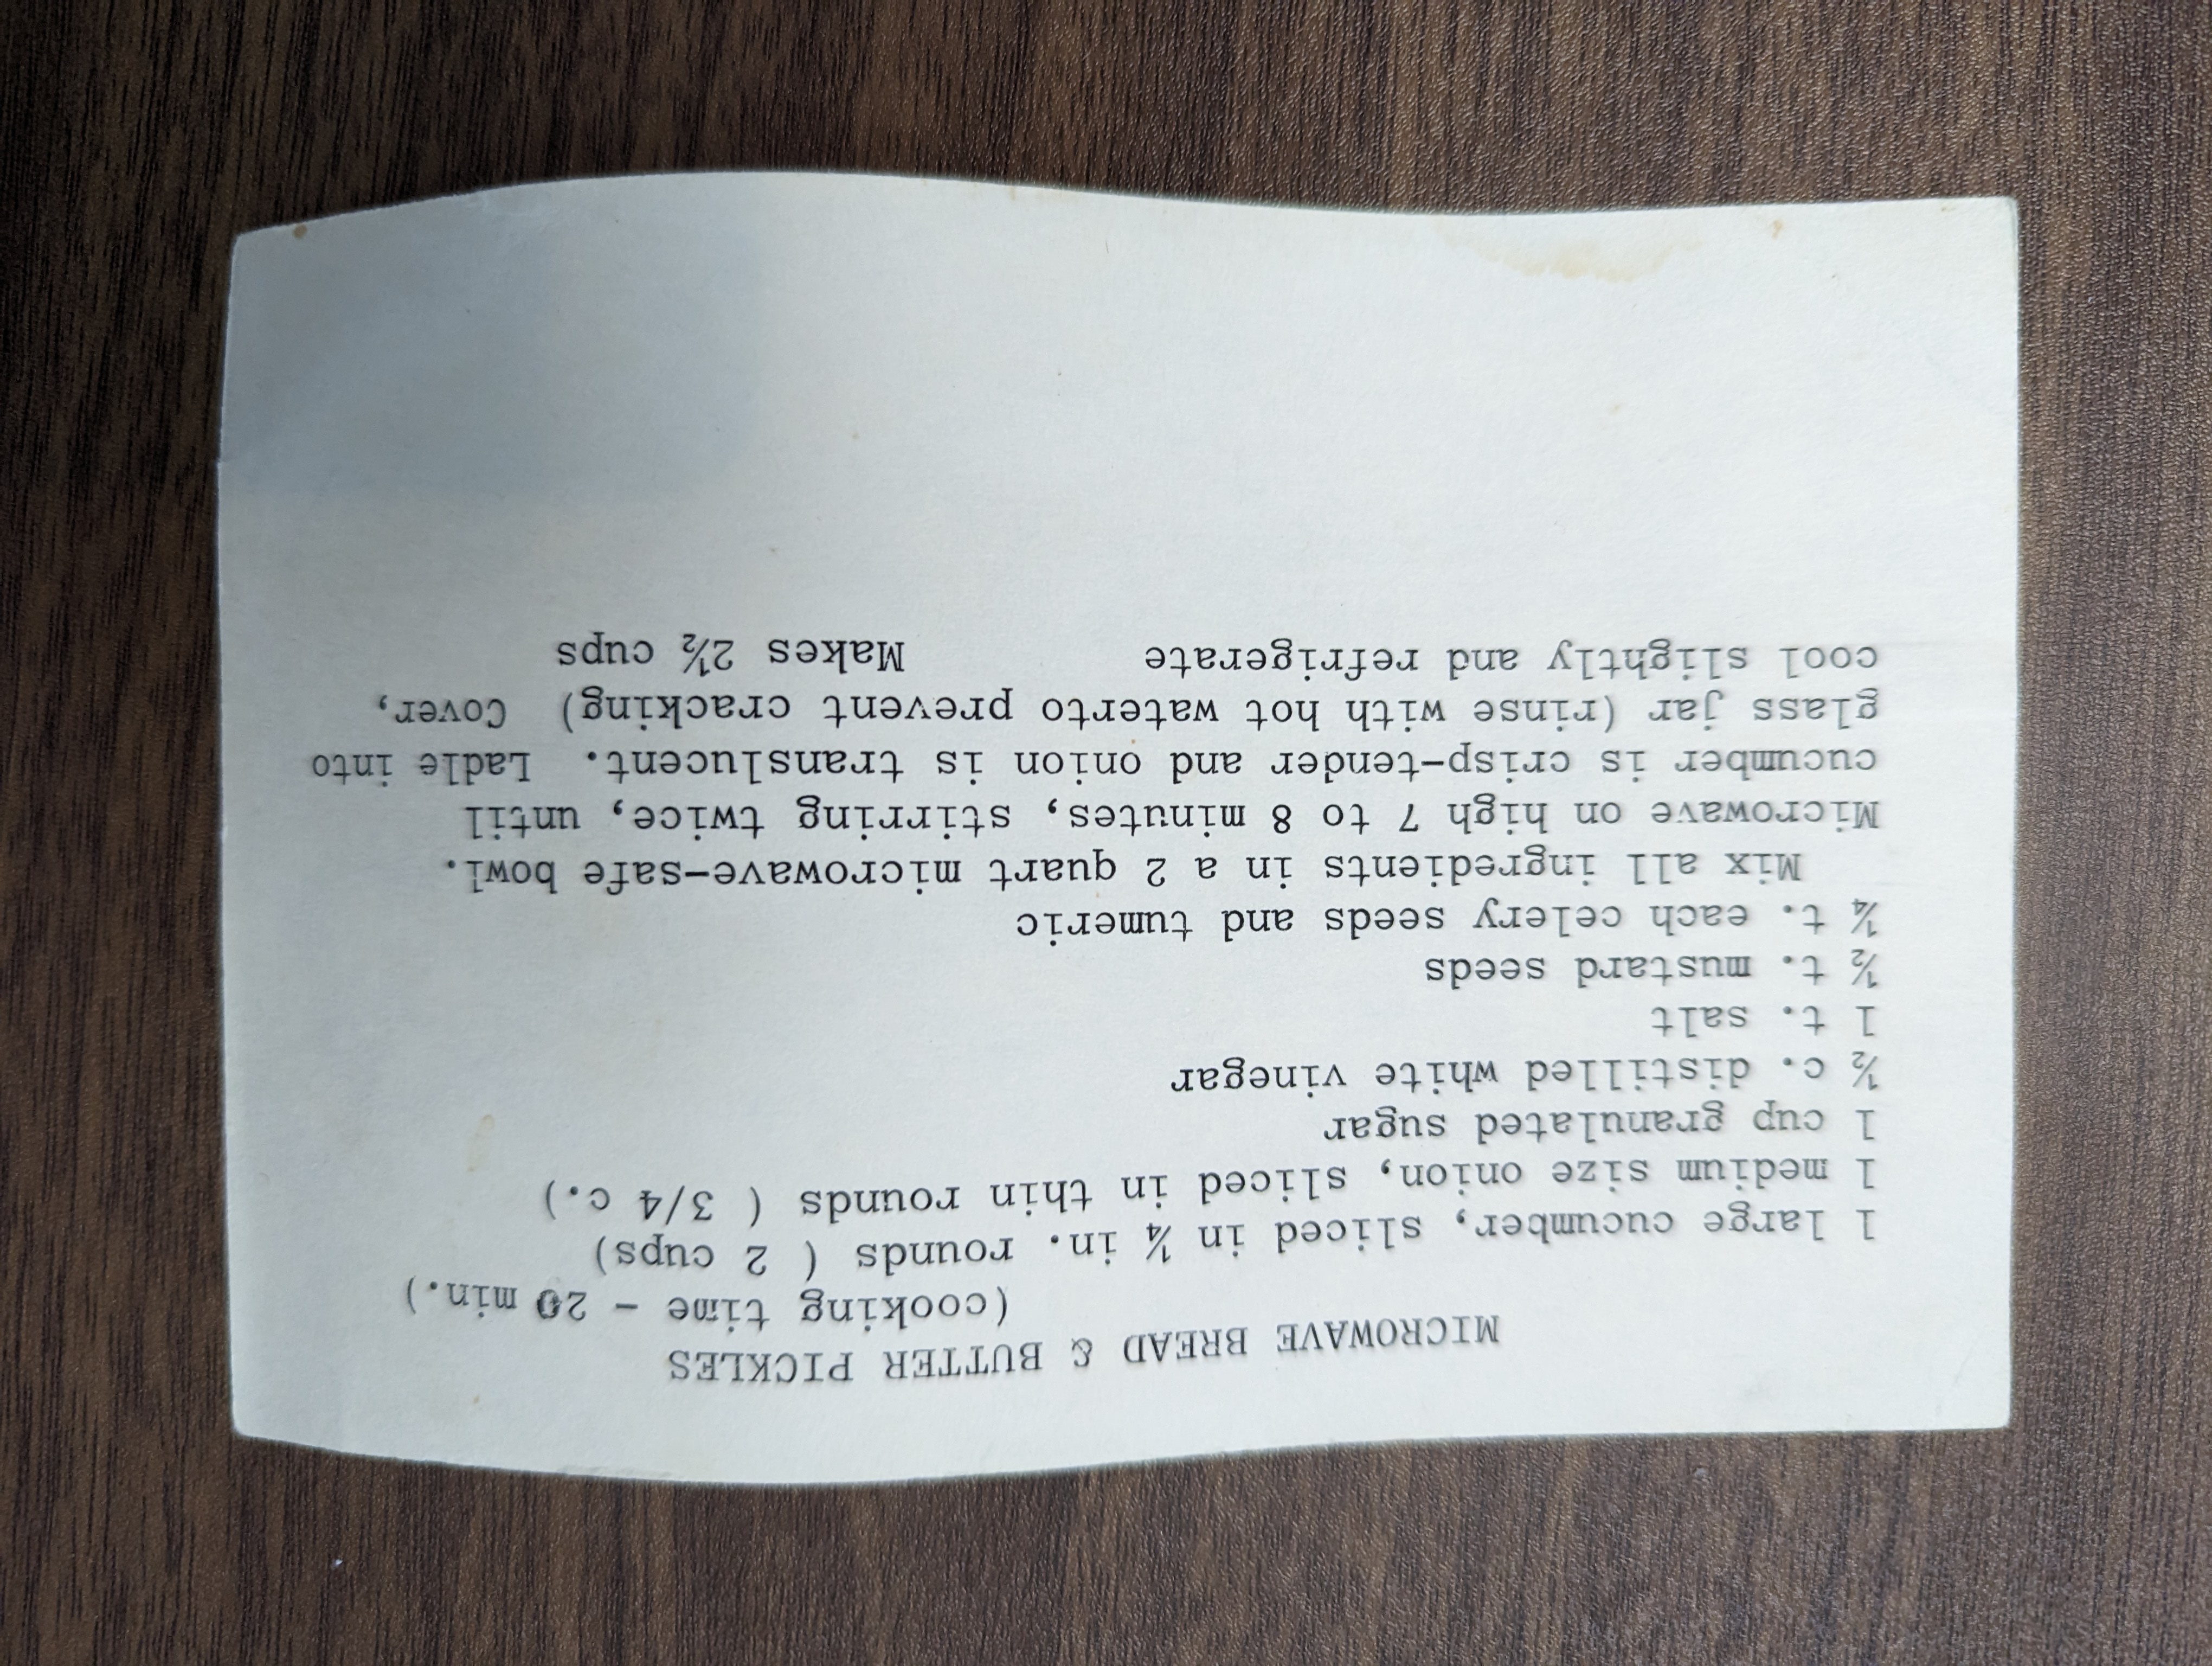 MICROWAVE BREAD & BUTTER PICKLES
(cooking time - 20 min.)
1 large cucumber, sliced in ¼ in. rounds ( 2 cups)
1 medium size onion, sliced in thin rounds ( 3/4 c.)
1 cup granulated sugar
½ c. distilled white vinegar
1 t. salt
½ t. mustard seeds
¼ t. each celery seeds and tumeric
Mix all ingredients in a 2 quart microwave-safe bowl.
Microwave on high 7 to 8 minutes, stirring twice, until
cucumber is crisp-tender and onion is translucent. Ladle into
glass jar (rinse with hot waterto prevent cracking) Cover,
cool slightly and refrigerate Makes 2½ cups